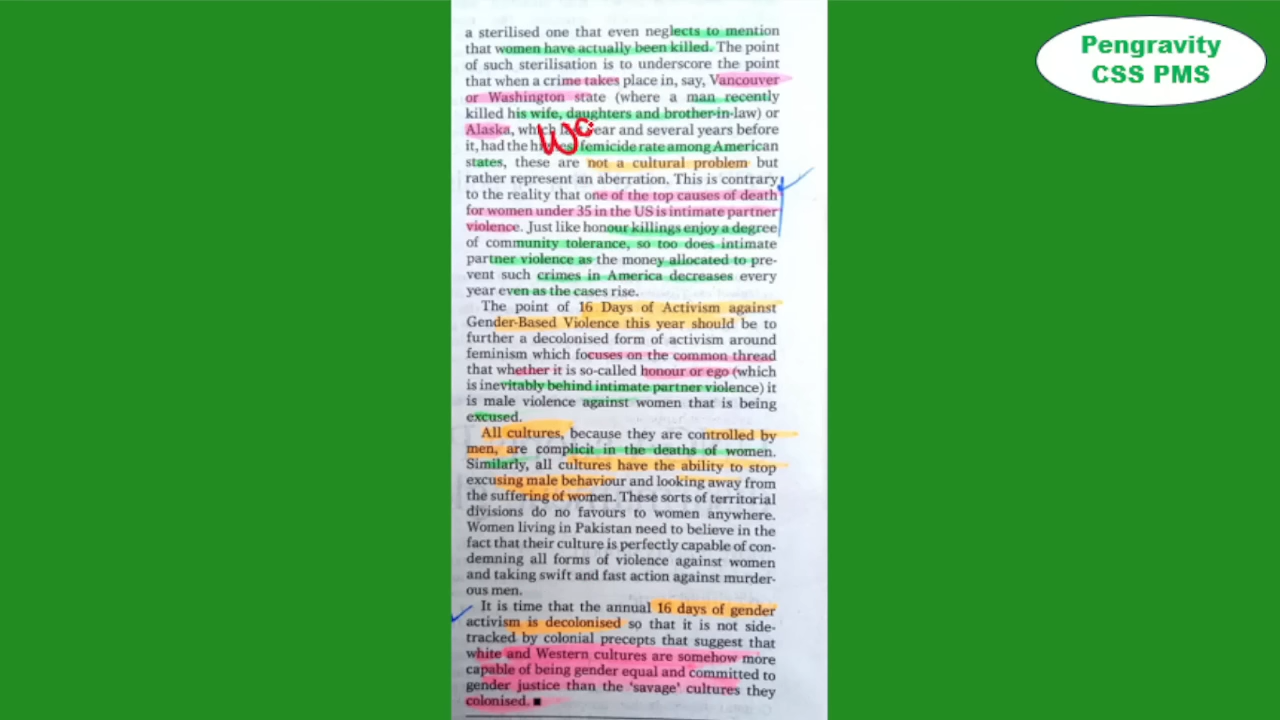 a sterilised one that even neglects to mention
that women have actually been killed. The point
of such sterilisation is to underscore the point
that when a crime takes place in, say, Vancouver
or Washington state (where a man recently
killed his wife, daughters and brother-in-law) or
Alaska, which last year and several years before
it, had the highest femicide rate among American
states, these are not a cultural problem but
rather represent an aberration. This is contrary
to the reality that one of the top causes of death
for women under 35 in the US is intimate partner
violence. Just like honour killings enjoy a degree
of community tolerance, so too does intimate
partner violence as the money allocated to pre-
vent such crimes in America decreases every
year even as the cases rise.
The point of 16 Days of Activism against
Gender-Based Violence this year should be to
further a decolonised form of activism around
feminism which focuses on the common thread
that whether it is so-called honour or ego (which
is inevitably behind intimate partner violence) it
is male violence against women that is being
excused.
All cultures, because they are controlled by
men, are complicit in the deaths of women.
Similarly, all cultures have the ability to stop
excusing male behaviour and looking away from
the suffering of women. These sorts of territorial
divisions do no favours to women anywhere.
Women living in Pakistan need to believe in the
fact that their culture is perfectly capable of con-
demning all forms of violence against women
and taking swift and fast action against murder-
ous men.
It is time that the annual 16 days of gender
activism is decolonised so that it is not side-
tracked by colonial precepts that suggest that
white and Western cultures are somehow more
capable of being gender equal and committed to
gender justice than the 'savage' cultures they
colonised.
Pengravity
CSS PMS